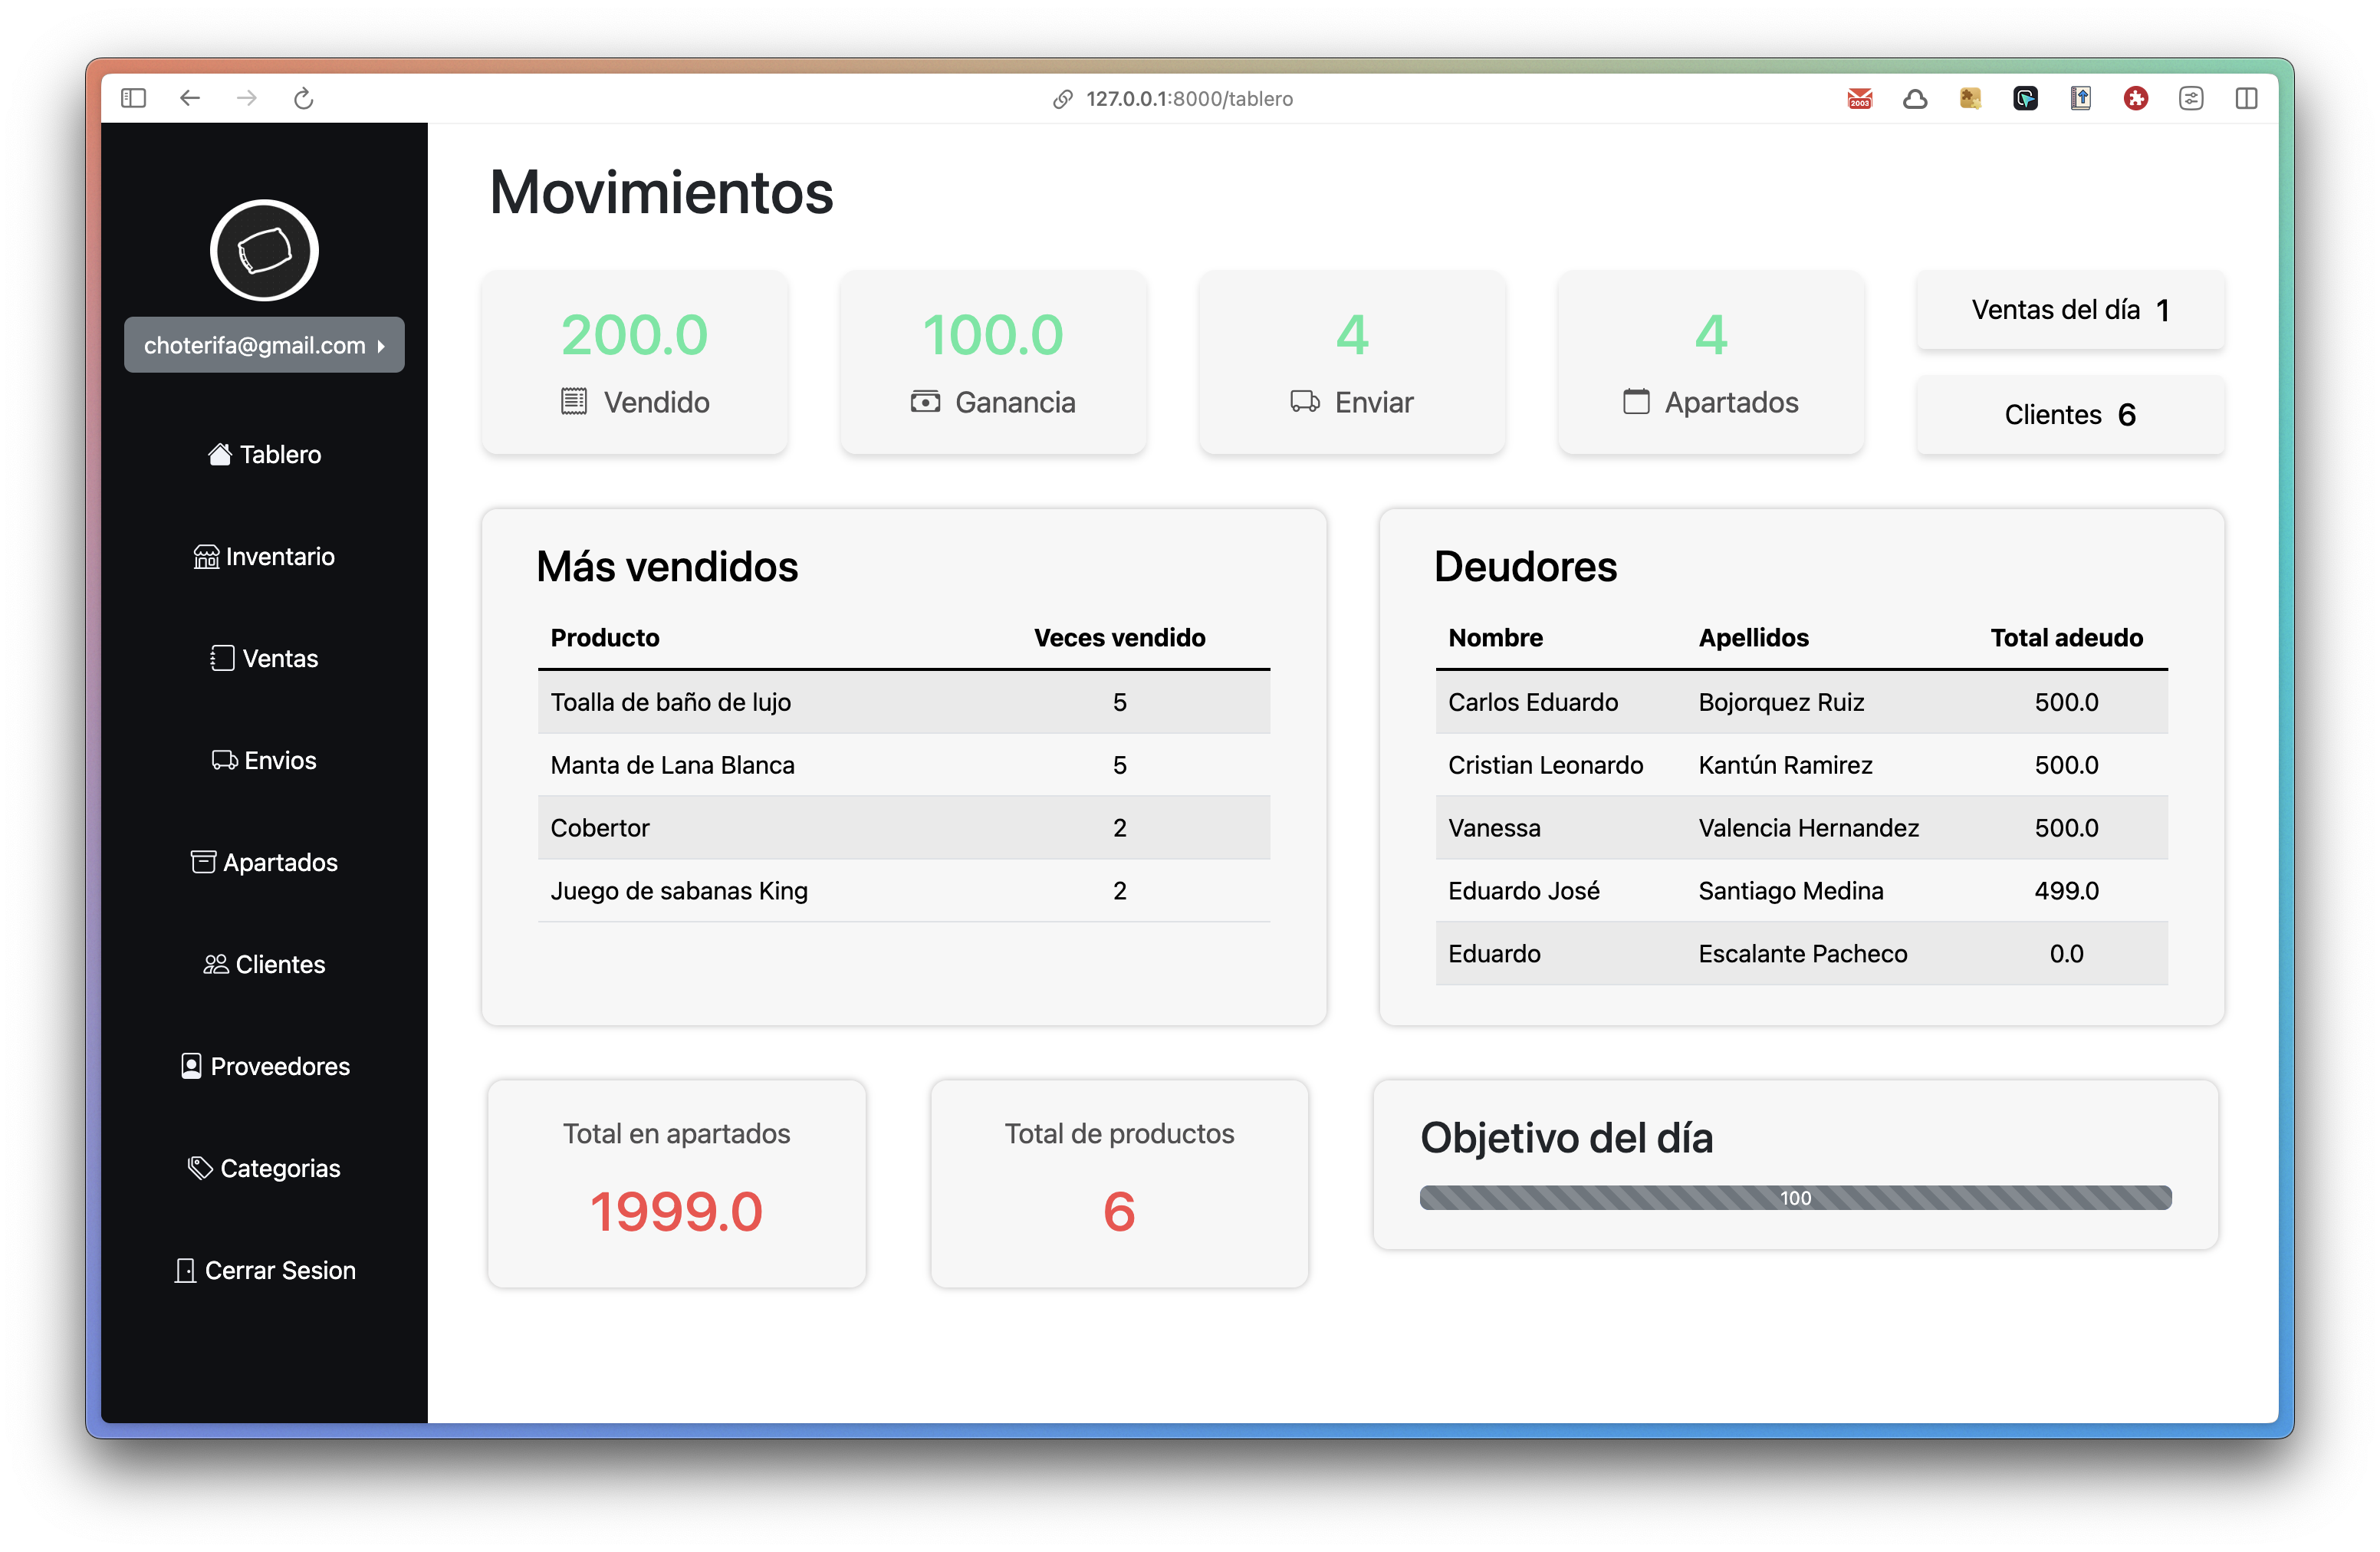 127.0.0.1:8000/tablero
2003
choterifa@gmail.com
Tablero
Inventario
Ventas
Envios
Apartados
Clientes
Proveedores
Categorias
Cerrar Sesion
Movimientos
200.0
Vendido
100.0
Ganancia
4
Enviar
4
Apartados
Ventas del día 1
Clientes 6
Más vendidos
Producto Veces vendido
Toalla de baño de lujo 5
Manta de Lana Blanca 5
Cobertor 2
Juego de sabanas King 2
Deudores
Nombre Apellidos Total adeudo
Carlos Eduardo Bojorquez Ruiz 500.0
Cristian Leonardo Kantún Ramirez 500.0
Vanessa Valencia Hernandez 500.0
Eduardo José Santiago Medina 499.0
Eduardo Escalante Pacheco 0.0
Total en apartados
1999.0
Total de productos
6
Objetivo del día
100